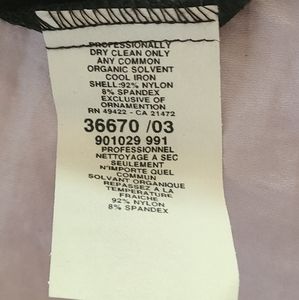 PROFESSIONALLY
DRY CLEAN ONLY
ANY COMMON
ORGANIC SOLVENT
COOL IRON
SHELL:92% NYLON
8% SPANDEX
EXCLUSIVE OF
ORNAMENTION
RN 49422 - CA 21472
36670 /03
901029 991
PROFESSIONNEL
NETTOYAGE A SEC
SEULEMENT
N'IMPORTE QUEL
COMMUN
SOLVANT ORGANIQUE
REPASSEZ A LA
TEMPERATURE
FRAICHE
92% NYLON
8% SPANDEX